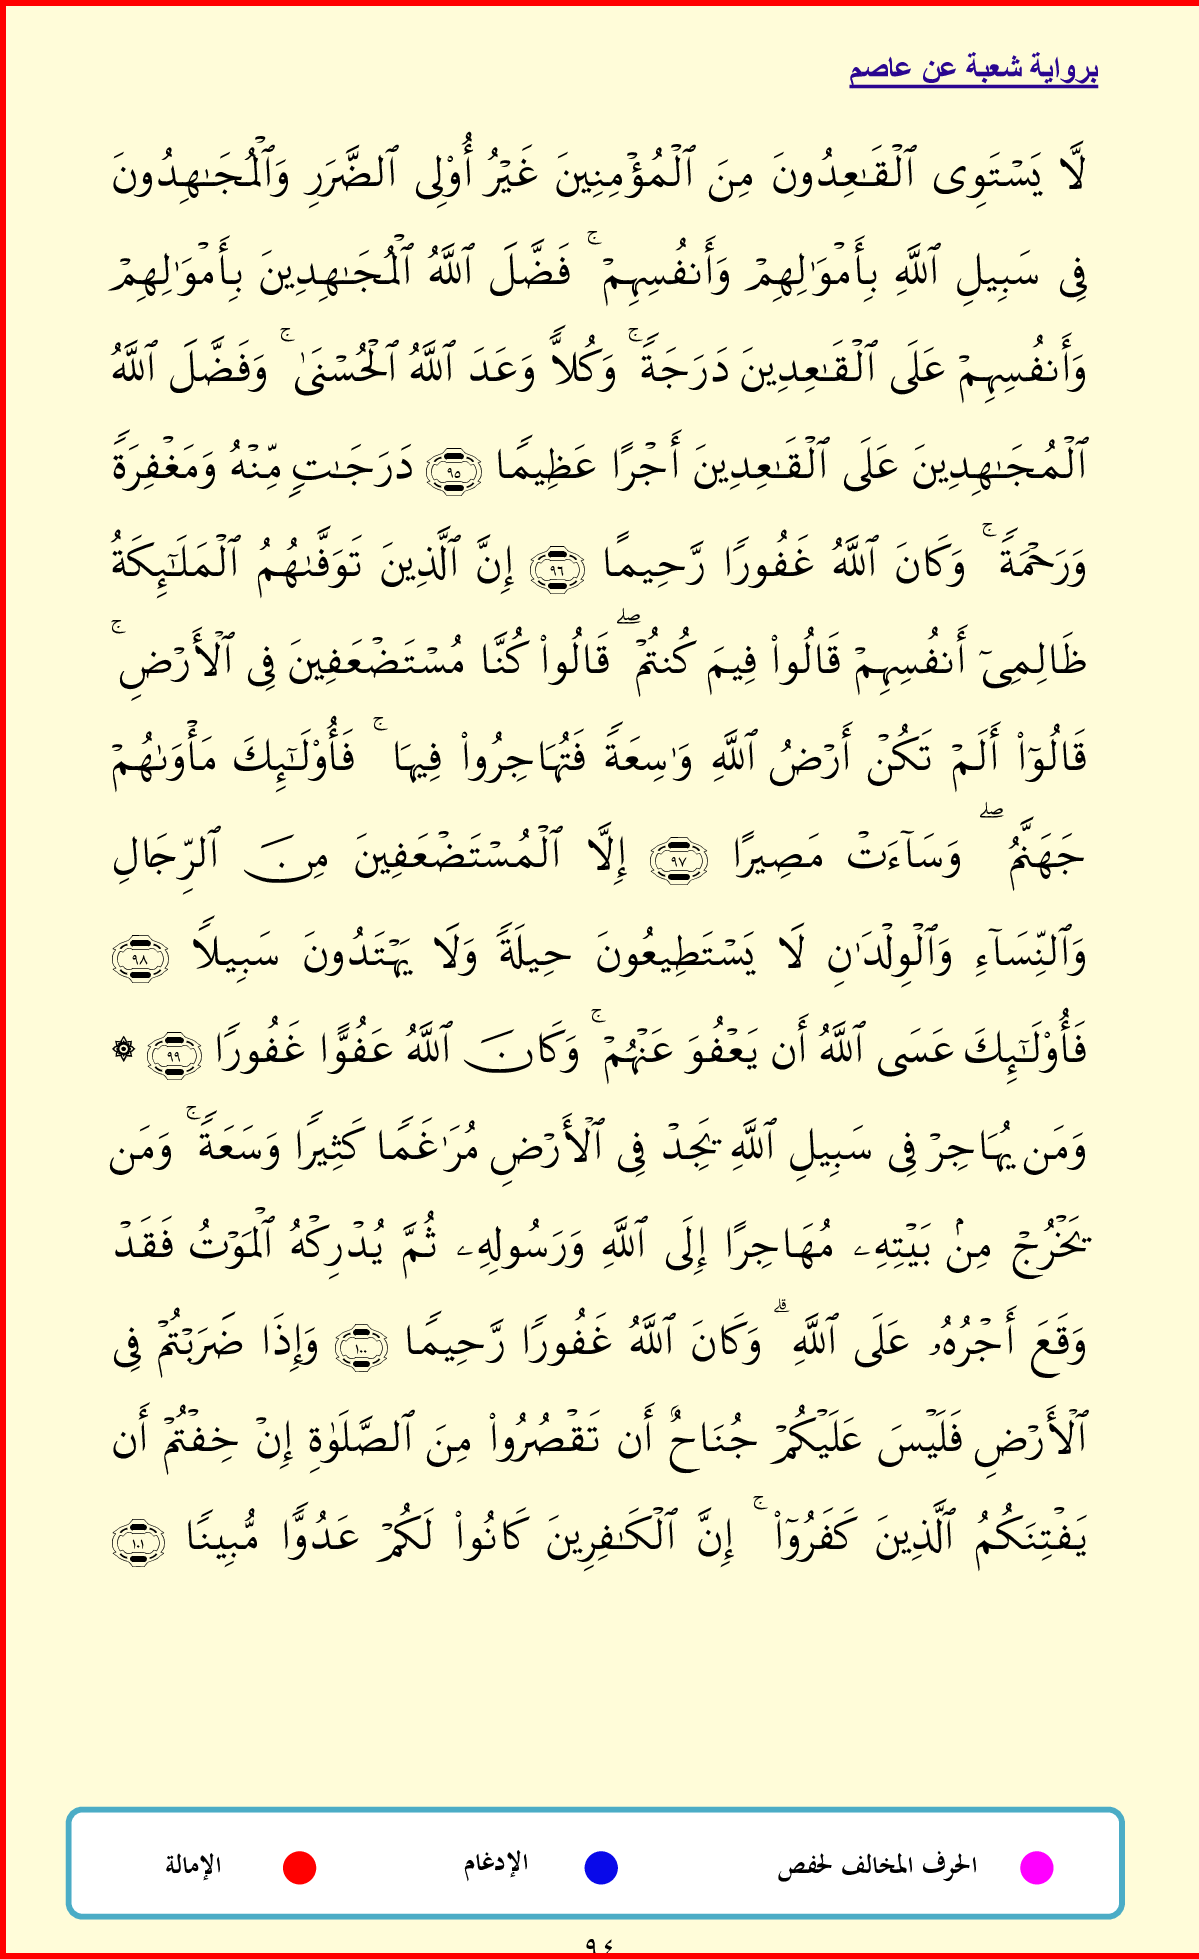 برواية شعبة عن عاصم
لَّا يَسْتَوِى ٱلْقَـٰعِدُونَ مِنَ ٱلْمُؤْمِنِينَ غَيْرُ أُو۟لِى ٱلضَّرَرِ وَٱلْمُجَـٰهِدُونَ
فِى سَبِيلِ ٱللَّهِ بِأَمْوَٰلِهِمْ وَأَنفُسِهِمْ ۚ فَضَّلَ ٱللَّهُ ٱلْمُجَـٰهِدِينَ بِأَمْوَٰلِهِمْ
وَأَنفُسِهِمْ عَلَى ٱلْقَـٰعِدِينَ دَرَجَةً ۚ وَكُلاًّ وَعَدَ ٱللَّهُ ٱلْحُسْنَىٰ ۚ وَفَضَّلَ ٱللَّهُ
ٱلْمُجَـٰهِدِينَ عَلَى ٱلْقَـٰعِدِينَ أَجْرًا عَظِيمًا ٩٥ دَرَجَـٰتٍ مِّنْهُ وَمَغْفِرَةً
وَرَحْمَةً ۚ وَكَانَ ٱللَّهُ غَفُورًا رَّحِيمًا ٩٦ إِنَّ ٱلَّذِينَ تَوَفَّىٰهُمُ ٱلْمَلَـٰٓئِكَةُ
ظَالِمِىٓ أَنفُسِهِمْ قَالُوا۟ فِيمَ كُنتُمْ ۖ قَالُوا۟ كُنَّا مُسْتَضْعَفِينَ فِى ٱلْأَرْضِ ۚ
قَالُوٓا۟ أَلَمْ تَكُنْ أَرْضُ ٱللَّهِ وَٰسِعَةً فَتُهَاجِرُوا۟ فِيهَا ۚ فَأُو۟لَـٰٓئِكَ مَأْوَىٰهُمْ
جَهَنَّمُ ۖ وَسَآءَتْ مَصِيرًا ٩٧ إِلَّا ٱلْمُسْتَضْعَفِينَ مِنَ ٱلرِّجَالِ
وَٱلنِّسَآءِ وَٱلْوِلْدَٰنِ لَا يَسْتَطِيعُونَ حِيلَةً وَلَا يَهْتَدُونَ سَبِيلاً ٩٨
فَأُو۟لَـٰٓئِكَ عَسَى ٱللَّهُ أَن يَعْفُوَ عَنْهُمْ ۚ وَكَانَ ٱللَّهُ عَفُوًّا غَفُورًا ٩٩ ۞
وَمَن يُهَاجِرْ فِى سَبِيلِ ٱللَّهِ يَجِدْ فِى ٱلْأَرْضِ مُرَٰغَمًا كَثِيرًا وَسَعَةً ۚ وَمَن
يَخْرُجْ مِنۢ بَيْتِهِۦ مُهَاجِرًا إِلَى ٱللَّهِ وَرَسُولِهِۦ ثُمَّ يُدْرِكْهُ ٱلْمَوْتُ فَقَدْ
وَقَعَ أَجْرُهُۥ عَلَى ٱللَّهِ ۗ وَكَانَ ٱللَّهُ غَفُورًا رَّحِيمًا ١٠٠ وَإِذَا ضَرَبْتُمْ فِى
ٱلْأَرْضِ فَلَيْسَ عَلَيْكُمْ جُنَاحٌ أَن تَقْصُرُوا۟ مِنَ ٱلصَّلَوٰةِ إِنْ خِفْتُمْ أَن
يَفْتِنَكُمُ ٱلَّذِينَ كَفَرُوٓا۟ ۚ إِنَّ ٱلْكَـٰفِرِينَ كَانُوا۟ لَكُمْ عَدُوًّا مُّبِينًا ١٠١
الحرف المخالف لحفص الإدغام الإمالة
٩٤